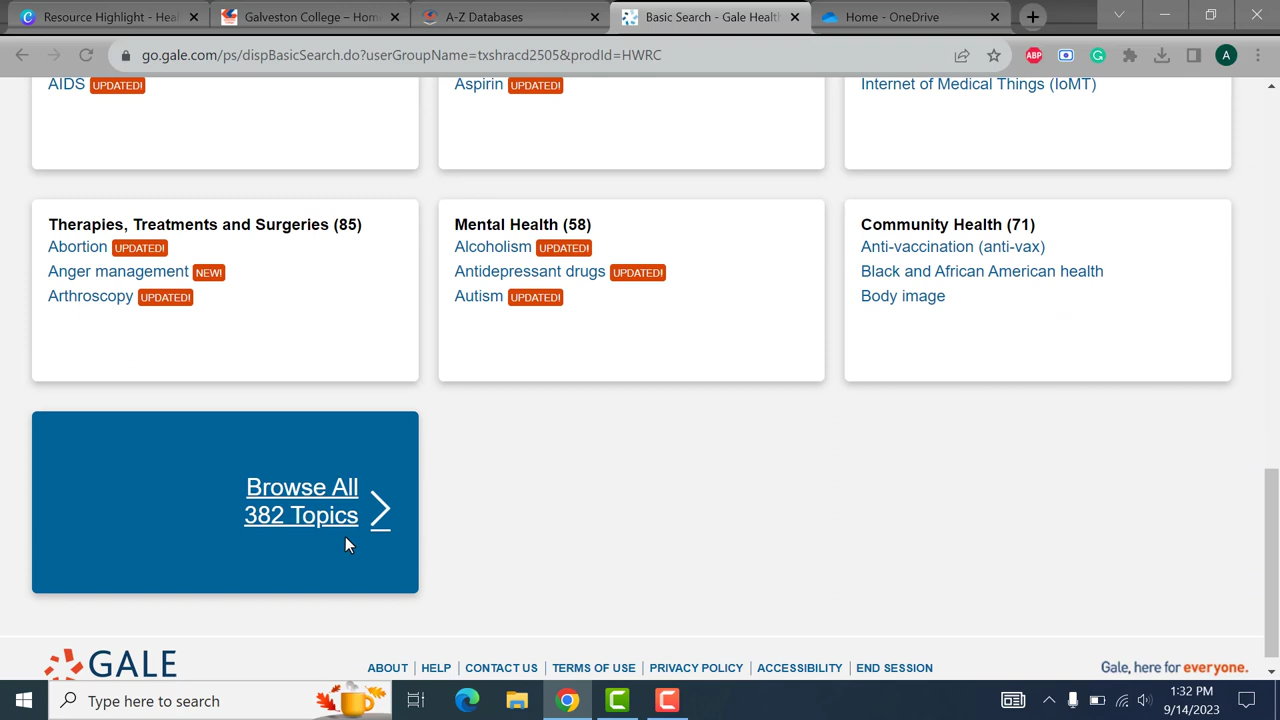 Resource Highlight - Heal
Galveston College – Hom
A-Z Databases
Basic Search - Gale Health
Home - OneDrive
go.gale.com/ps/dispBasicSearch.do?userGroupName=txshracd2505&prodId=HWRC
ABP
A
AIDS UPDATED!
Aspirin UPDATED!
Internet of Medical Things (IoMT)
Therapies, Treatments and Surgeries (85)
Abortion UPDATED!
Anger management NEW!
Arthroscopy UPDATED!
Mental Health (58)
Alcoholism UPDATED!
Antidepressant drugs UPDATED!
Autism UPDATED!
Community Health (71)
Anti-vaccination (anti-vax)
Black and African American health
Body image
Browse All
382 Topics
GALE
ABOUT | HELP | CONTACT US | TERMS OF USE | PRIVACY POLICY | ACCESSIBILITY | END SESSION
Gale, here for everyone.
Type here to search
1:32 PM
9/14/2023